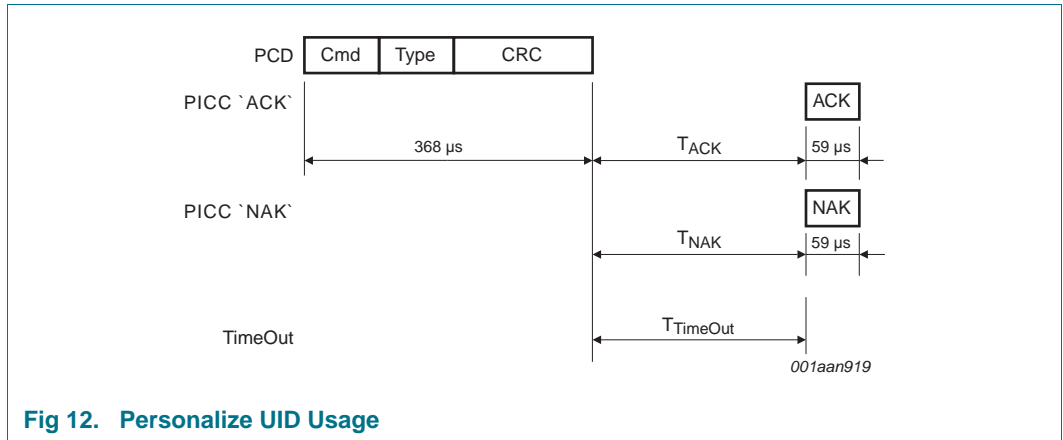 PCD Cmd Type CRC
PICC `ACK` ACK
368 µs TACK 59 µs
PICC `NAK` NAK
TNAK 59 µs
TimeOut TTimeOut
001aan919
Fig 12. Personalize UID Usage